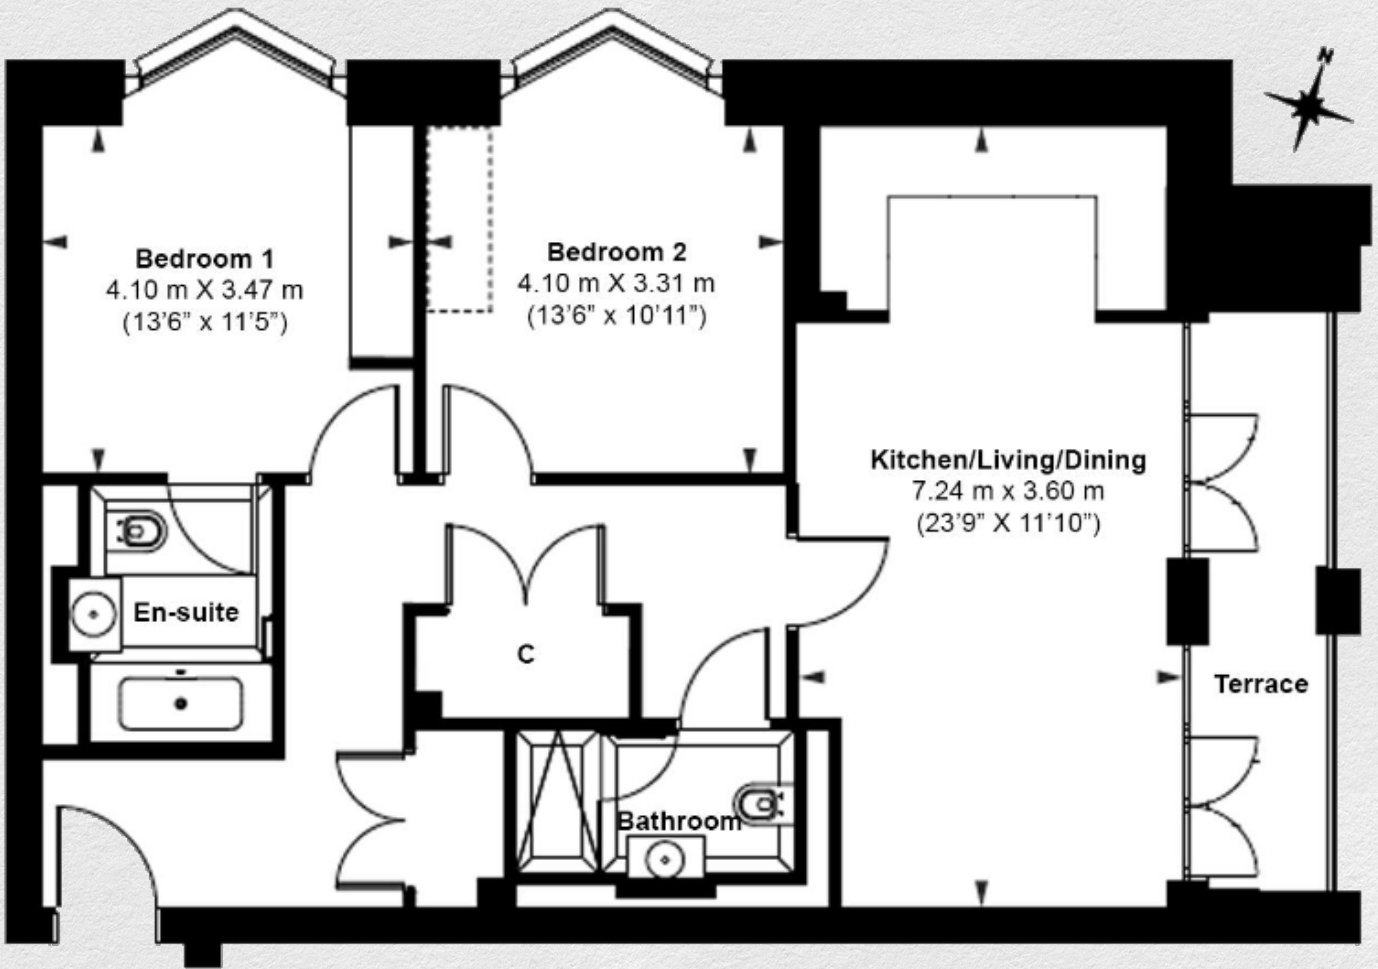 N
Bedroom 1
4.10 m X 3.47 m
(13'6” x 11'5”)
Bedroom 2
4.10 m X 3.31 m
(13'6” x 10'11”)
Kitchen/Living/Dining
7.24 m x 3.60 m
(23'9” X 11'10”)
En-suite
C
Terrace
Bathroom